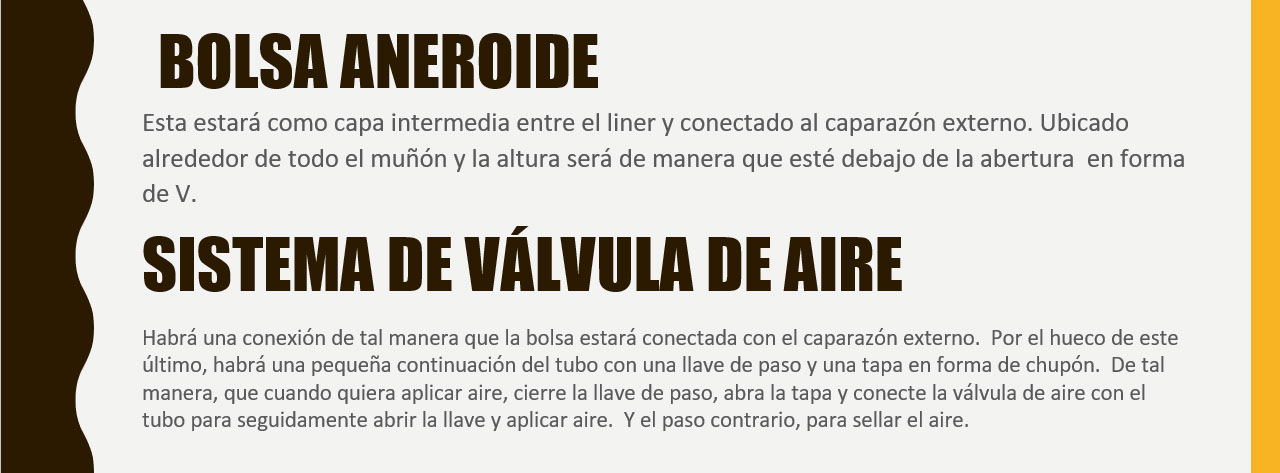 BOLSA ANEROIDE
Esta estará como capa intermedia entre el liner y conectado al caparazón externo. Ubicado
alrededor de todo el muñón y la altura será de manera que esté debajo de la abertura  en forma
de V.
SISTEMA DE VÁLVULA DE AIRE
Habrá una conexión de tal manera que la bolsa estará conectada con el caparazón externo.  Por el hueco de este
último, habrá una pequeña continuación del tubo con una llave de paso y una tapa en forma de chupón.  De tal
manera, que cuando quiera aplicar aire, cierre la llave de paso, abra la tapa y conecte la válvula de aire con el
tubo para seguidamente abrir la llave y aplicar aire.  Y el paso contrario, para sellar el aire.